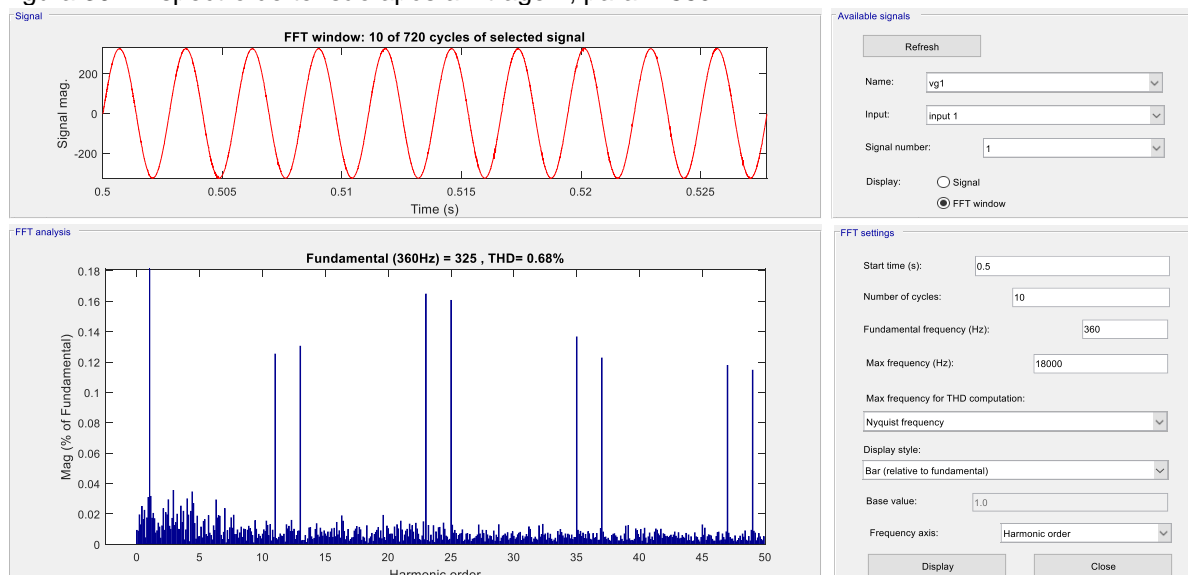 Signal
FFT window: 10 of 720 cycles of selected signal
Signal mag.
200
0
-200
0.5
0.505
0.51
0.515
0.52
0.525
Time (s)
FFT analysis
Fundamental (360Hz) = 325 , THD= 0.68%
Mag (% of Fundamental)
0.18
0.16
0.14
0.12
0.1
0.08
0.06
0.04
0.02
0
0
5
10
15
20
25
30
35
40
45
50
Harmonic order
Available signals
Refresh
Name:
vg1
Input:
input 1
Signal number:
1
Display:
Signal
FFT window
FFT settings
Start time (s):
0.5
Number of cycles:
10
Fundamental frequency (Hz):
360
Max frequency (Hz):
18000
Max frequency for THD computation:
Nyquist frequency
Display style:
Bar (relative to fundamental)
Base value:
1.0
Frequency axis:
Harmonic order
Display
Close